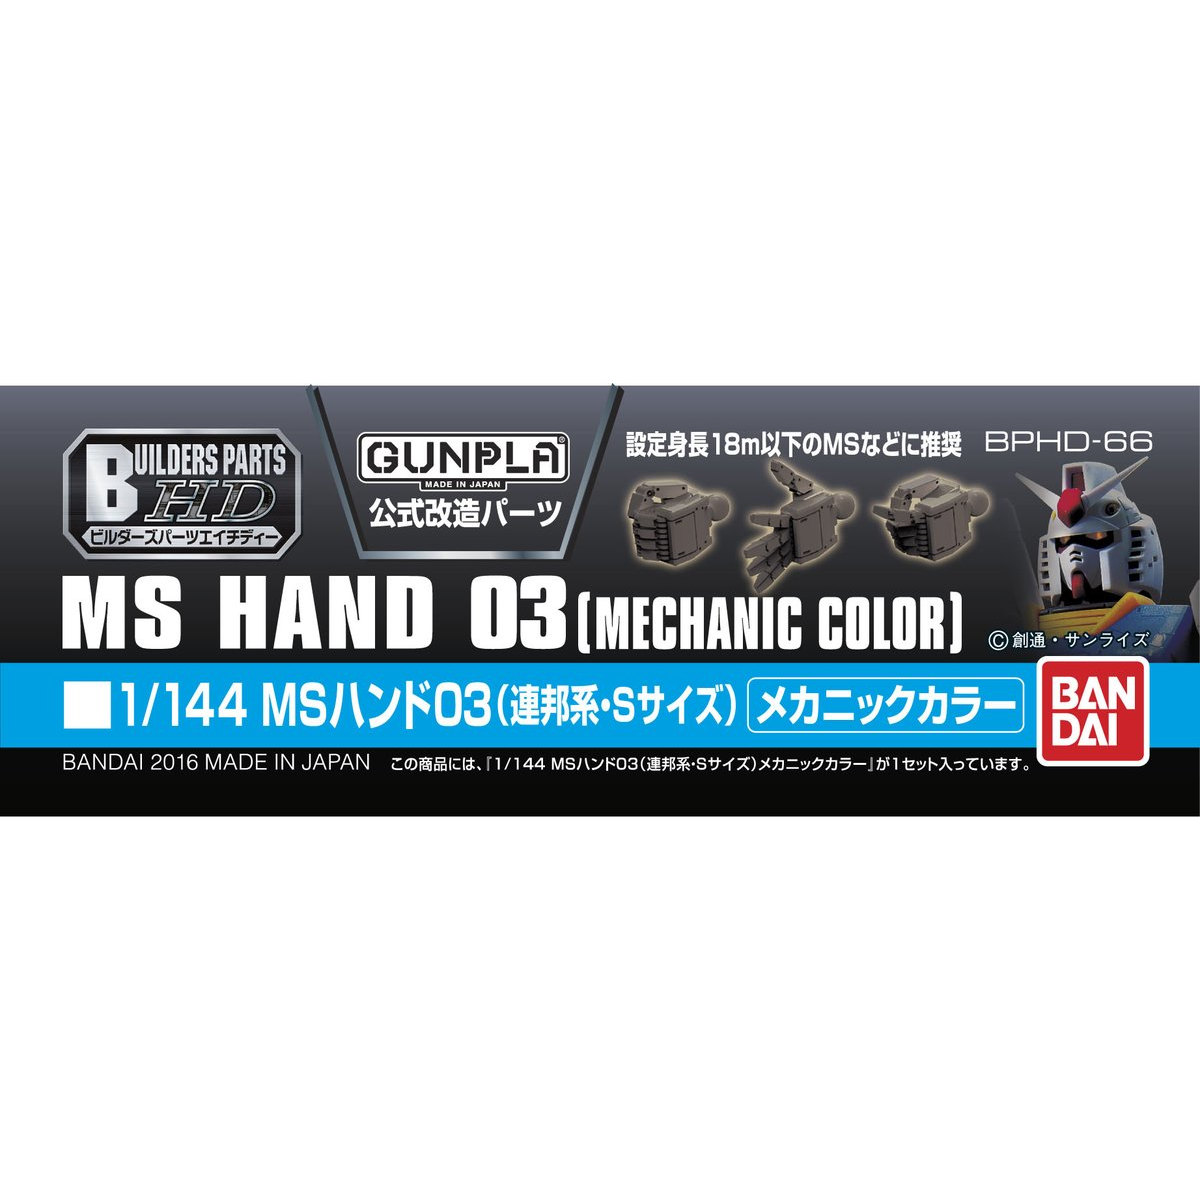 BUILDERS PARTS
HD
ビルダーズパーツエイチディー
GUNPLA®
MADE IN JAPAN
公式改造パーツ
設定身長18m以下のMSなどに推奨
BPHD-66
MS HAND 03 [MECHANIC COLOR]
©創通・サンライズ
■1/144 MSハンド03(連邦系・Sサイズ) メカニックカラー
BAN
DAI
BANDAI 2016 MADE IN JAPAN
この商品には、『1/144 MSハンド03(連邦系・Sサイズ)メカニックカラー』が1セット入っています。